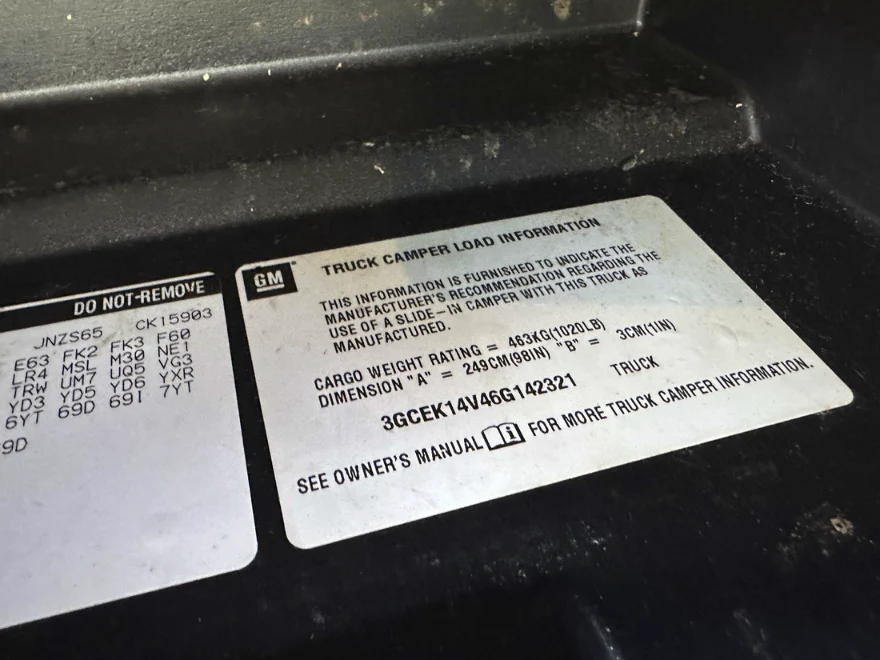 DO NOT REMOVE
JNZS65 CK15903
E63 FK2 FK3 F60
LR4 MSL M30 NE1
TRW UM7 UQ5 VG3
YD3 YD5 YD6 YXR
6YT 69D 69I 7YT
9D
GM
TRUCK CAMPER LOAD INFORMATION
THIS INFORMATION IS FURNISHED TO INDICATE THE
MANUFACTURER'S RECOMMENDATION REGARDING THE
USE OF A SLIDE-IN CAMPER WITH THIS TRUCK AS
MANUFACTURED.
CARGO WEIGHT RATING = 463KG(1020LB)
DIMENSION "A" = 249CM(98IN) "B" = 3CM(1IN)
3GCEK14V46G142321 TRUCK
SEE OWNER'S MANUAL FOR MORE TRUCK CAMPER INFORMATION.